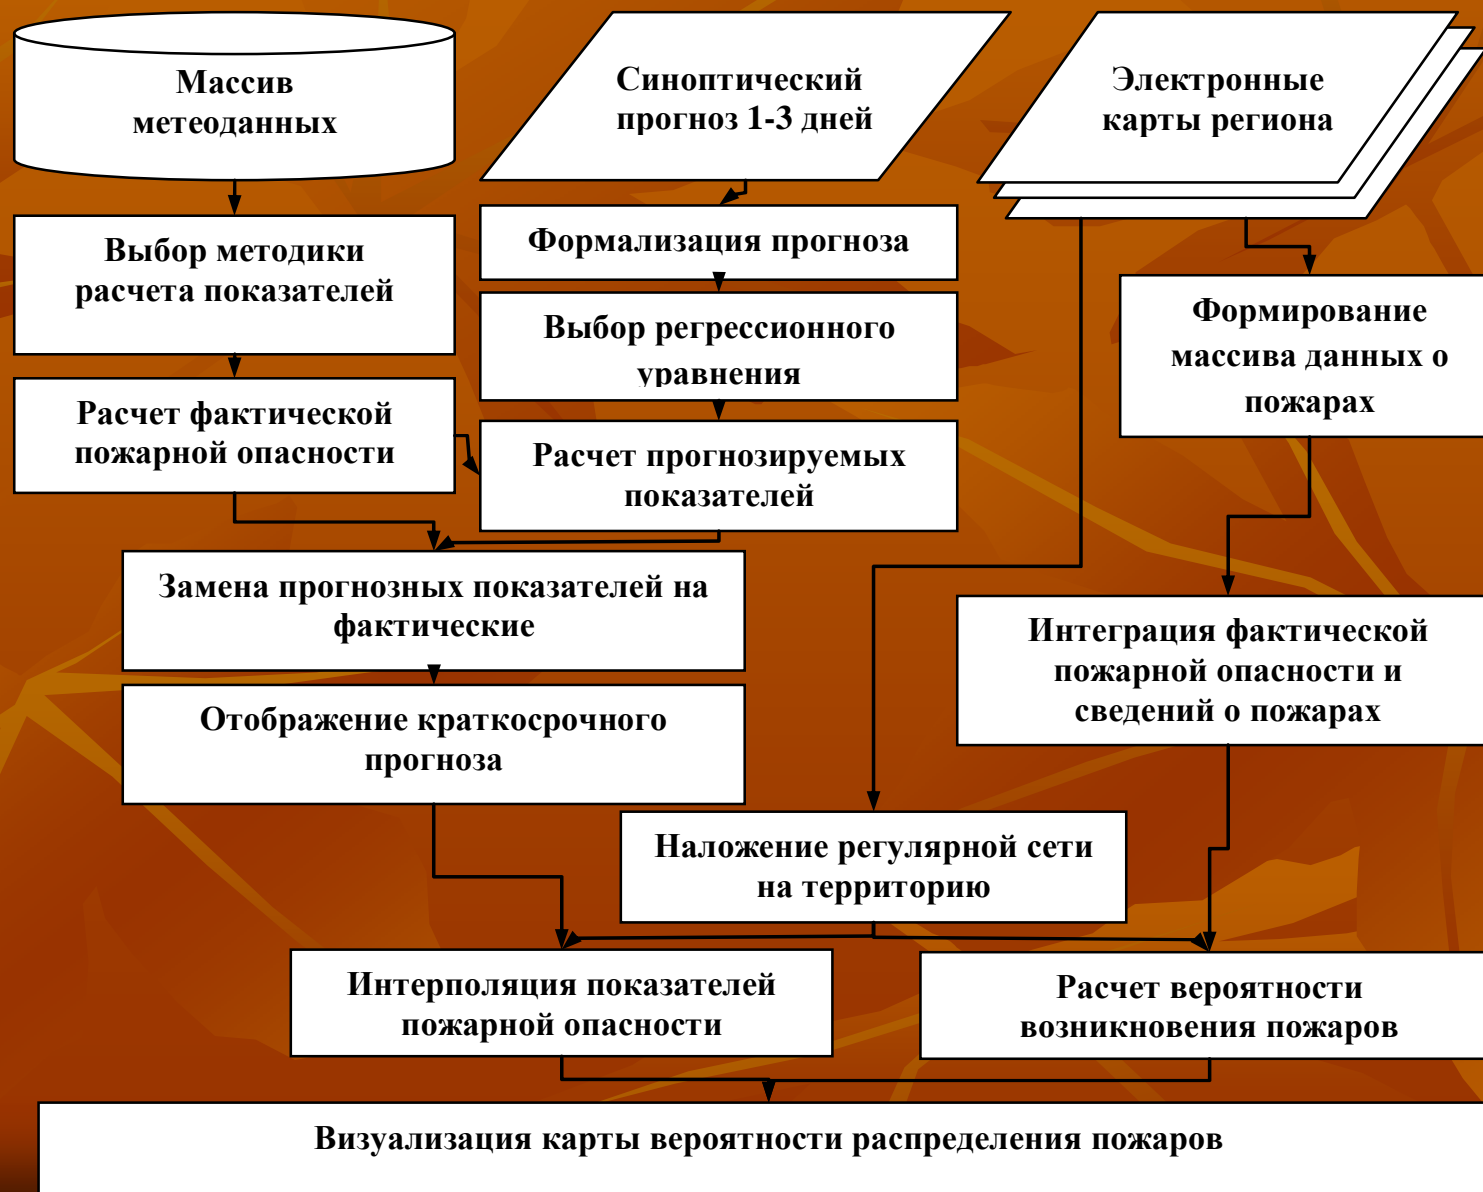 Массив
метеоданных
Синоптический
прогноз 1-3 дней
Электронные
карты региона
Выбор методики
расчета показателей
Формализация прогноза
Выбор регрессионного
уравнения
Формирование
массива данных о
пожарах
Расчет фактической
пожарной опасности
Расчет прогнозируемых
показателей
Замена прогнозных показателей на
фактические
Интеграция фактической
пожарной опасности и
сведений о пожарах
Отображение краткосрочного
прогноза
Наложение регулярной сети
на территорию
Интерполяция показателей
пожарной опасности
Расчет вероятности
возникновения пожаров
Визуализация карты вероятности распределения пожаров